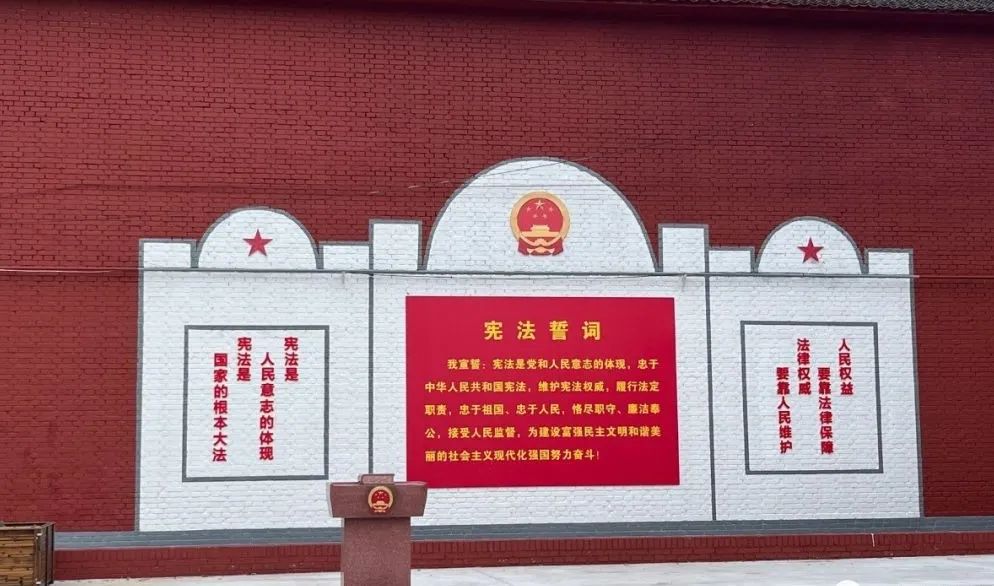 宪法是
人民意志的体现
宪法是
国家的根本大法
宪法誓词
我宣誓：宪法是党和人民意志的体现，忠于
中华人民共和国宪法，维护宪法权威，履行法定
职责，忠于祖国、忠于人民，恪尽职守、廉洁奉
公，接受人民监督，为建设富强民主文明和谐美
丽的社会主义现代化强国努力奋斗！
人民权益
要靠法律保障
法律权威
要靠人民维护